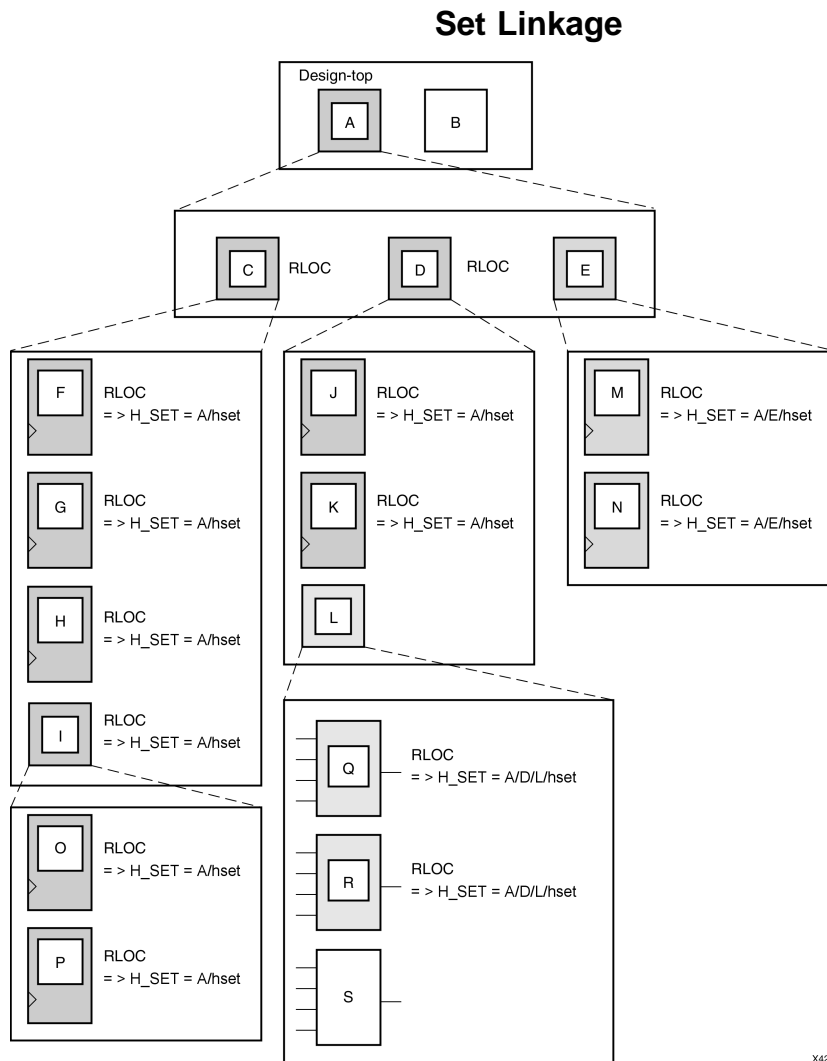 Set Linkage
Design-top
A
B
C
RLOC
D
RLOC
E
F
RLOC
= > H_SET = A/hset
G
RLOC
= > H_SET = A/hset
H
RLOC
= > H_SET = A/hset
I
RLOC
= > H_SET = A/hset
J
RLOC
= > H_SET = A/hset
K
RLOC
= > H_SET = A/hset
L
M
RLOC
= > H_SET = A/E/hset
N
RLOC
= > H_SET = A/E/hset
O
RLOC
= > H_SET = A/hset
P
RLOC
= > H_SET = A/hset
Q
RLOC
= > H_SET = A/D/L/hset
R
RLOC
= > H_SET = A/D/L/hset
S